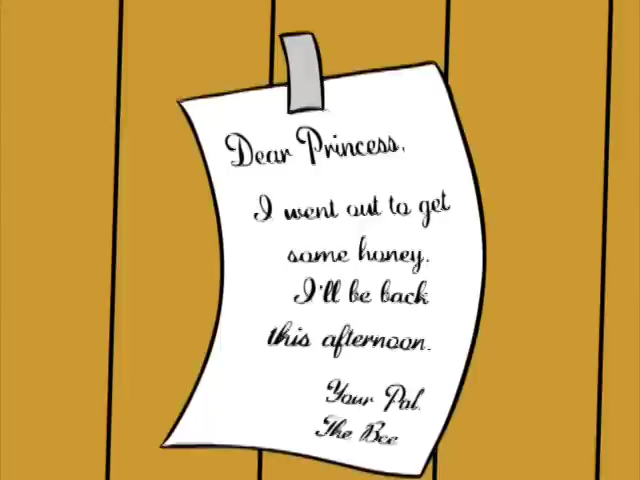 Dear Princess,
I went out to get
some honey.
I'll be back
this afternoon.
Your Pal.
The Bee